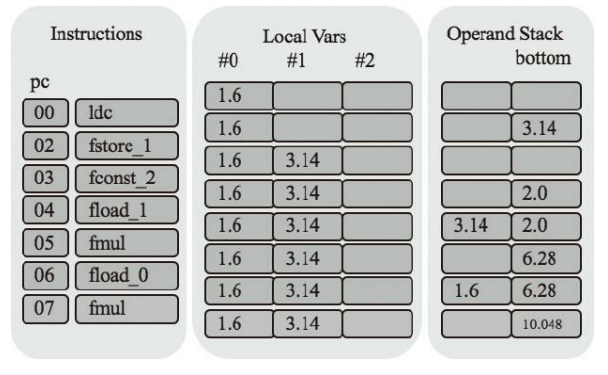 Instructions
Local Vars
Operand Stack
#0 #1 #2
bottom
pc
1.6
00 ldc
1.6 3.14
02 fstore_1
1.6 3.14
03 fconst_2
1.6 3.14 2.0
04 fload_1
1.6 3.14 3.14 2.0
05 fmul
1.6 3.14 6.28
06 fload_0
1.6 3.14 1.6 6.28
07 fmul
1.6 3.14 10.048